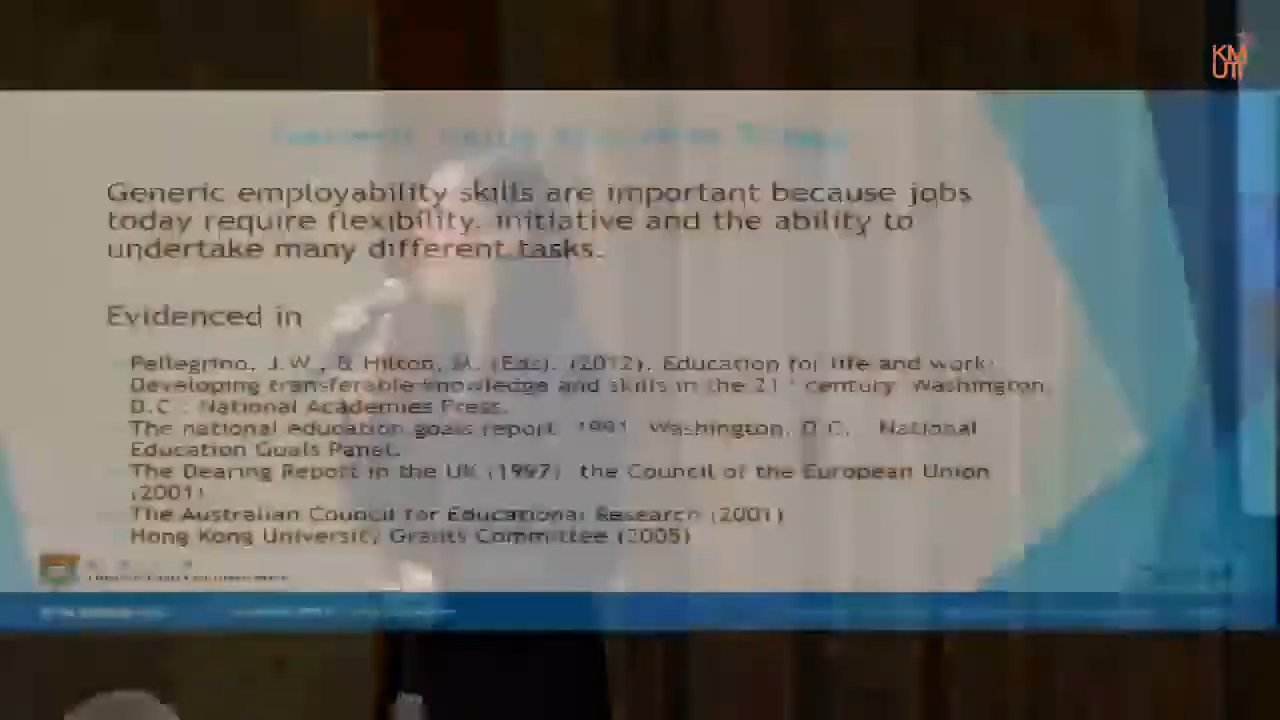 KM
UTT
Generic employability skills are important because jobs
today require flexibility, initiative and the ability to
undertake many different tasks.
Evidenced in
Pellegrino, J.W., & Hilton, M. (Eds). (2012). Education for life and work:
Developing transferable knowledge and skills in the 21st century. Washington,
D.C.: National Academies Press.
The national education goals report. 1991. Washington, D.C.: National
Education Goals Panel.
The Dearing Report in the UK (1997), the Council of the European Union
(2001)
The Australian Council for Educational Research (2001)
Hong Kong University Grants Committee (2005)